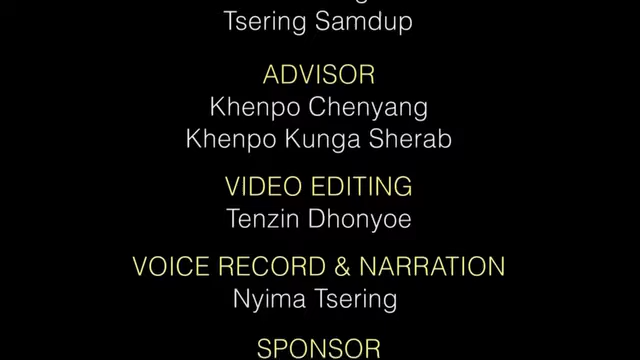 Tsering Samdup
ADVISOR
Khenpo Chenyang
Khenpo Kunga Sherab
VIDEO EDITING
Tenzin Dhonyoe
VOICE RECORD & NARRATION
Nyima Tsering
SPONSOR